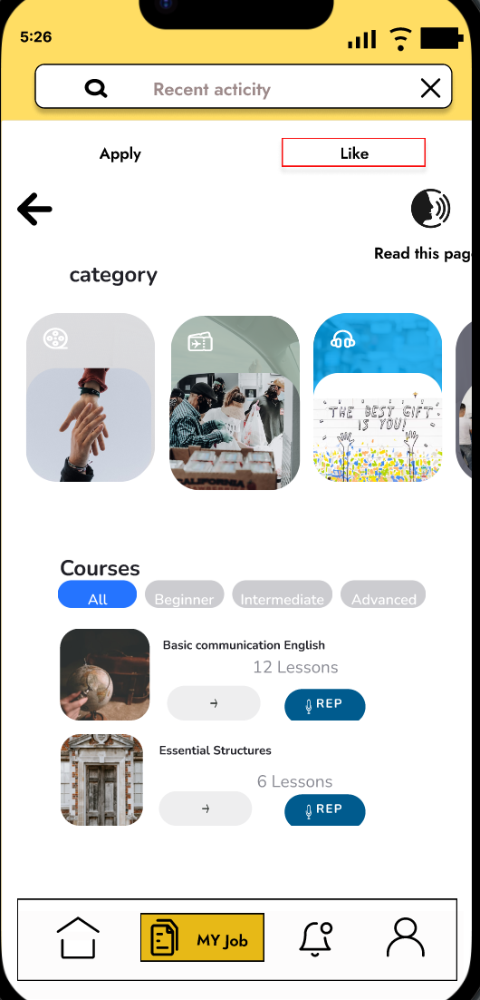 5:26
Recent acticity
Apply
Like
Read this pag
category
THE BEST GIFT
IS YOU!
CALIFORNIA
Courses
All
Beginner
Intermediate
Advanced
Basic communication English
12 Lessons
REP
Essential Structures
6 Lessons
REP
MY Job